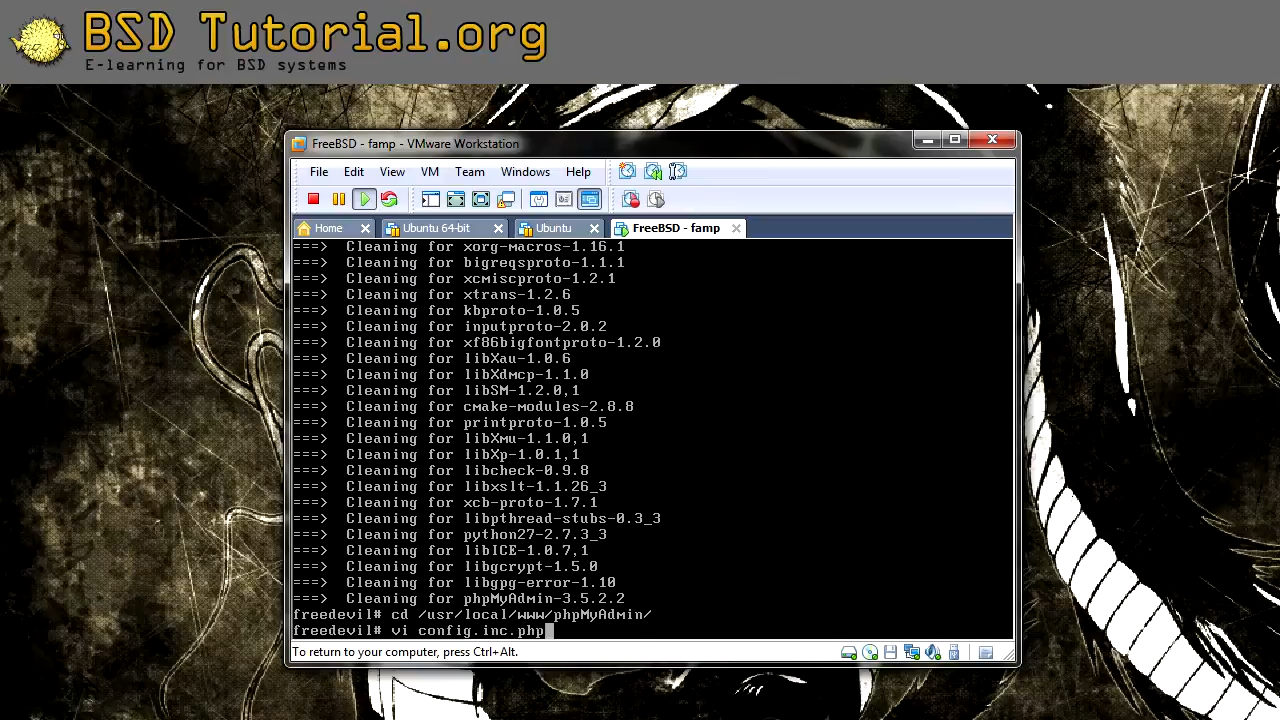 BSD Tutorial.org
E-learning for BSD systems
FreeBSD - famp - VMware Workstation
File Edit View VM Team Windows Help
Home Ubuntu 64-bit Ubuntu FreeBSD - famp
===> Cleaning for xorg-macros-1.16.1
===> Cleaning for bigreqsproto-1.1.1
===> Cleaning for xcmiscproto-1.2.1
===> Cleaning for xtrans-1.2.6
===> Cleaning for kbproto-1.0.5
===> Cleaning for inputproto-2.0.2
===> Cleaning for xf86bigfontproto-1.2.0
===> Cleaning for libXau-1.0.6
===> Cleaning for libXdmcp-1.1.0
===> Cleaning for libSM-1.2.0,1
===> Cleaning for cmake-modules-2.8.8
===> Cleaning for printproto-1.0.5
===> Cleaning for libXmu-1.1.0,1
===> Cleaning for libXp-1.0.1,1
===> Cleaning for libcheck-0.9.8
===> Cleaning for libxslt-1.1.26_3
===> Cleaning for xcb-proto-1.7.1
===> Cleaning for libpthread-stubs-0.3_3
===> Cleaning for python27-2.7.3_3
===> Cleaning for libICE-1.0.7,1
===> Cleaning for libgcrypt-1.5.0
===> Cleaning for libgpg-error-1.10
===> Cleaning for phpMyAdmin-3.5.2.2
freedevil# cd /usr/local/www/phpMyAdmin/
freedevil# vi config.inc.php
To return to your computer, press Ctrl+Alt.